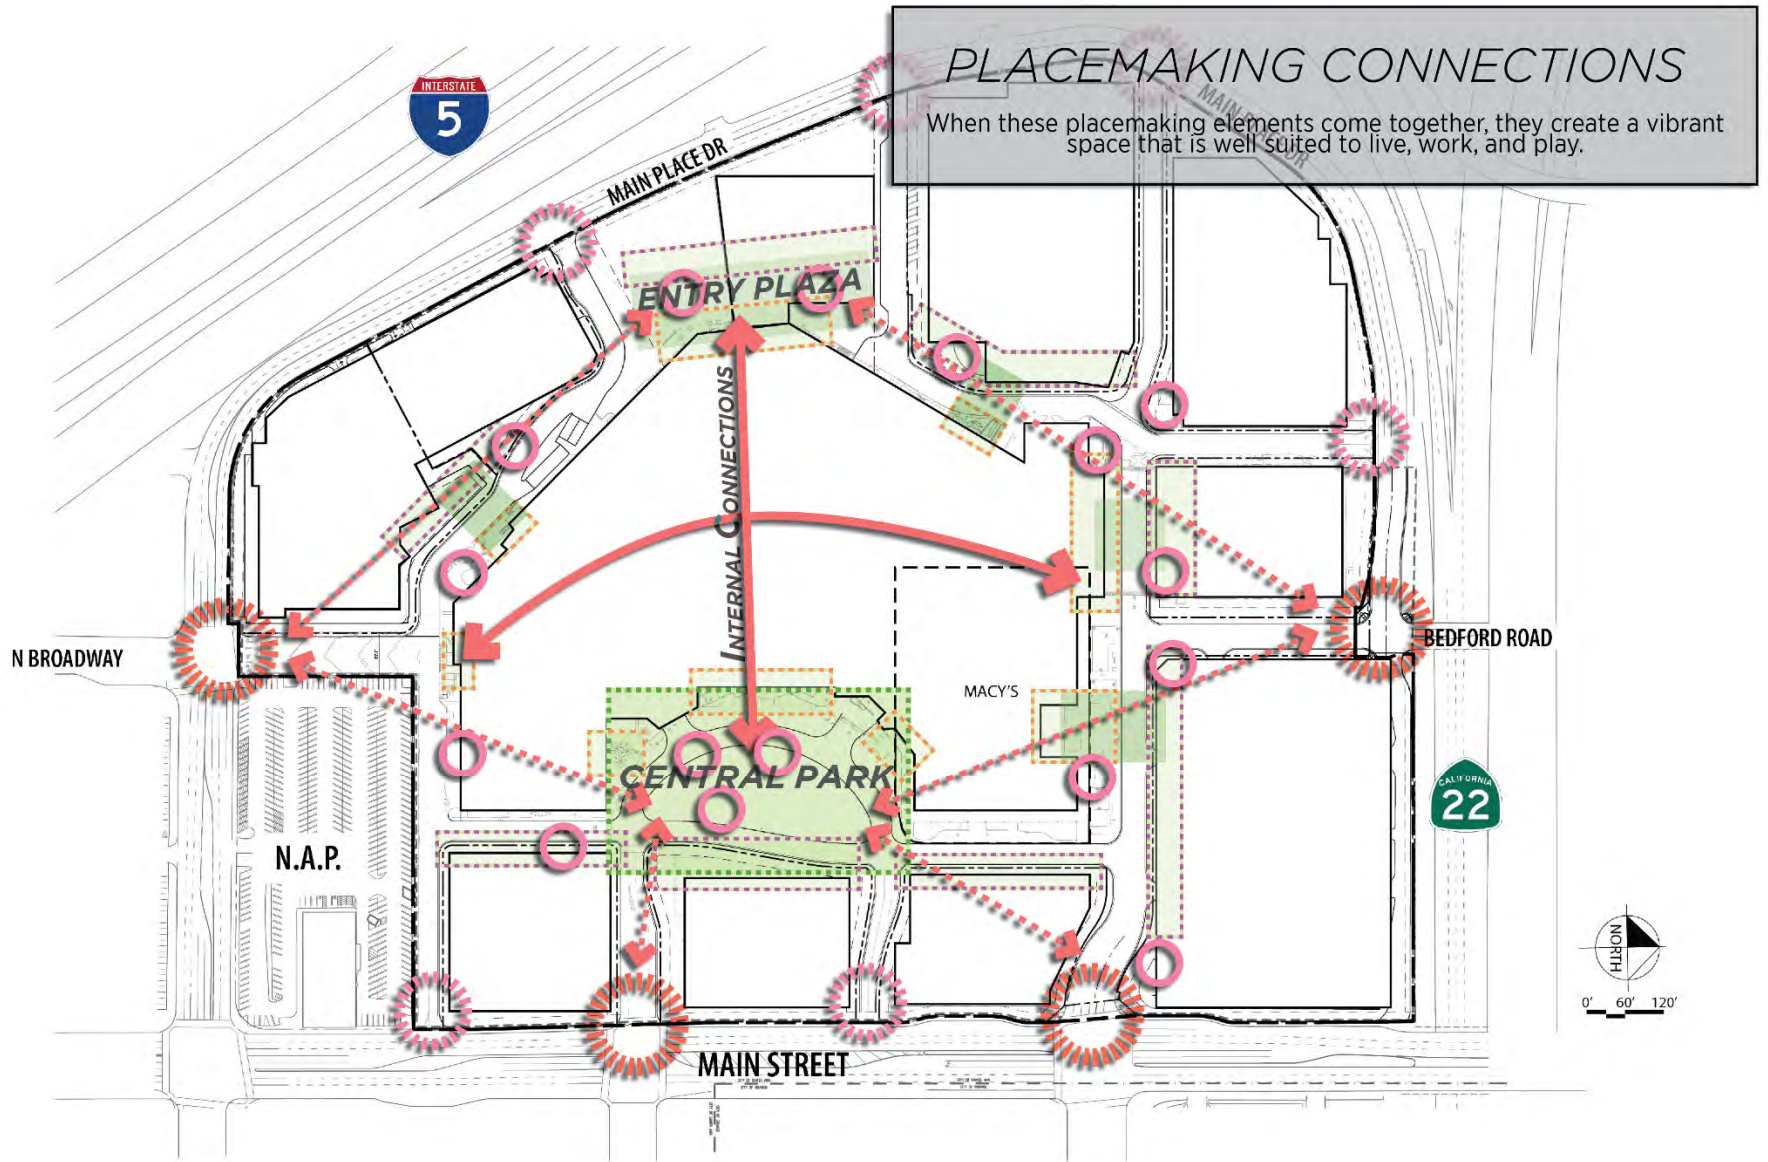 PLACEMAKING CONNECTIONS
When these placemaking elements come together, they create a vibrant
space that is well suited to live, work, and play.
INTERSTATE
5
MAIN PLACE DR
MAIN PLACE DR
ENTRY PLAZA
INTERNAL CONNECTIONS
N BROADWAY
BEDFORD ROAD
MACY'S
CENTRAL PARK
CALIFORNIA
22
N.A.P.
NORTH
0' 60' 120'
MAIN STREET